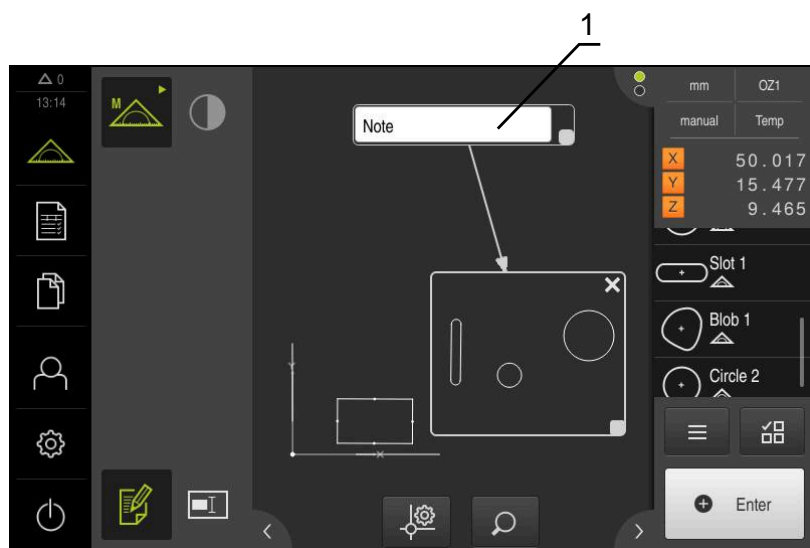 1
0
13:14
M
Note
mm
OZ1
manual
Temp
X
50.017
Y
15.477
Z
9.465
Slot 1
Blob 1
Circle 2
Enter